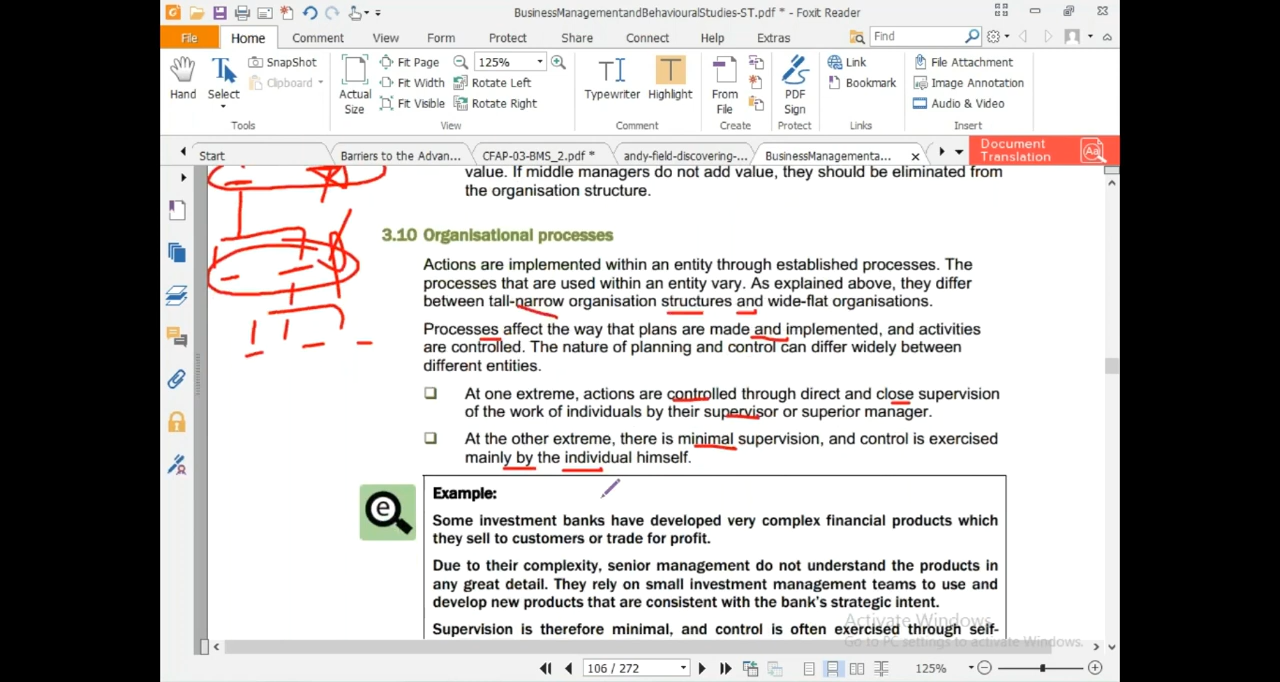 BusinessManagementandBehaviouralStudies-ST.pdf * - Foxit Reader
File Home Comment View Form Protect Share Connect Help Extras Find
Hand Select SnapShot Clipboard Actual Size Fit Page Fit Width Fit Visible 125% Rotate Left Rotate Right Typewriter Highlight From File PDF Sign Link Bookmark File Attachment Image Annotation Audio & Video
Tools View Comment Create Protect Links Insert
Start Barriers to the Advan... CFAP-03-BMS_2.pdf * andy-field-discovering-... BusinessManagementa... Document Translation
value. If middle managers do not add value, they should be eliminated from
the organisation structure.
3.10 Organisational processes
Actions are implemented within an entity through established processes. The
processes that are used within an entity vary. As explained above, they differ
between tall-narrow organisation structures and wide-flat organisations.
Processes affect the way that plans are made and implemented, and activities
are controlled. The nature of planning and control can differ widely between
different entities.
At one extreme, actions are controlled through direct and close supervision
of the work of individuals by their supervisor or superior manager.
At the other extreme, there is minimal supervision, and control is exercised
mainly by the individual himself.
e
Example:
Some investment banks have developed very complex financial products which
they sell to customers or trade for profit.
Due to their complexity, senior management do not understand the products in
any great detail. They rely on small investment management teams to use and
develop new products that are consistent with the bank's strategic intent.
Supervision is therefore minimal, and control is often exercised through self-
Activate Windows
Go to PC settings to activate Windows.
106 / 272 125%